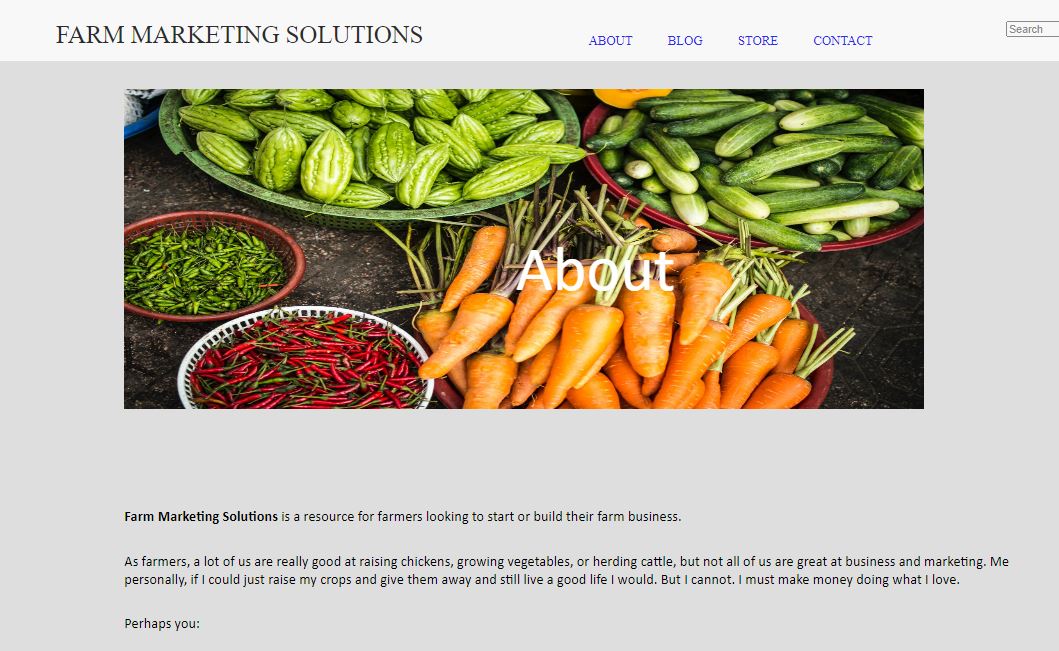 FARM MARKETING SOLUTIONS
ABOUT BLOG STORE CONTACT
Search
About
Farm Marketing Solutions is a resource for farmers looking to start or build their farm business.
As farmers, a lot of us are really good at raising chickens, growing vegetables, or herding cattle, but not all of us are great at business and marketing. Me
personally, if I could just raise my crops and give them away and still live a good life I would. But I cannot. I must make money doing what I love.
Perhaps you: